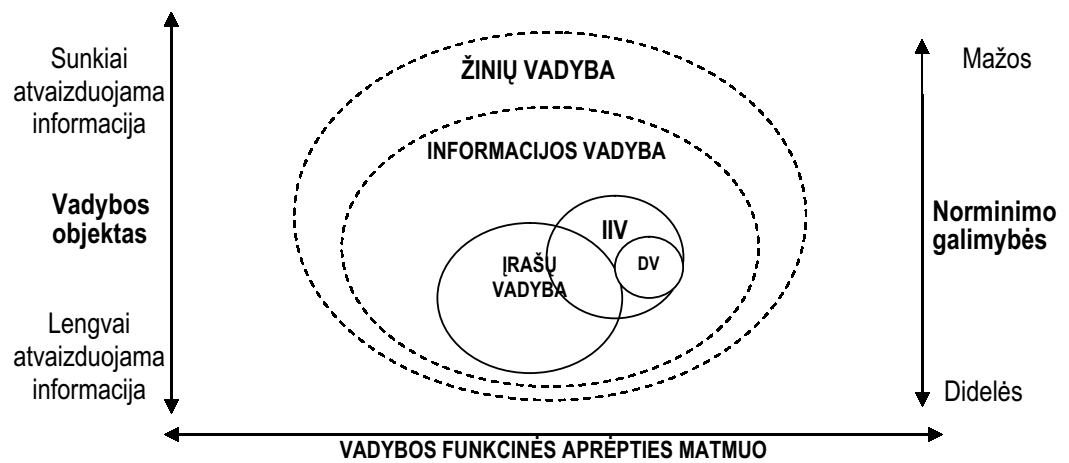 Sunkiai
atvaizduojama
informacija
Vadybos
objektas
Lengvai
atvaizduojama
informacija
ŽINIŲ VADYBA
INFORMACIJOS VADYBA
IIV
DV
ĮRAŠŲ
VADYBA
Mažos
Norminimo
galimybės
Didelės
VADYBOS FUNKCINĖS APRĖPTIES MATMUO